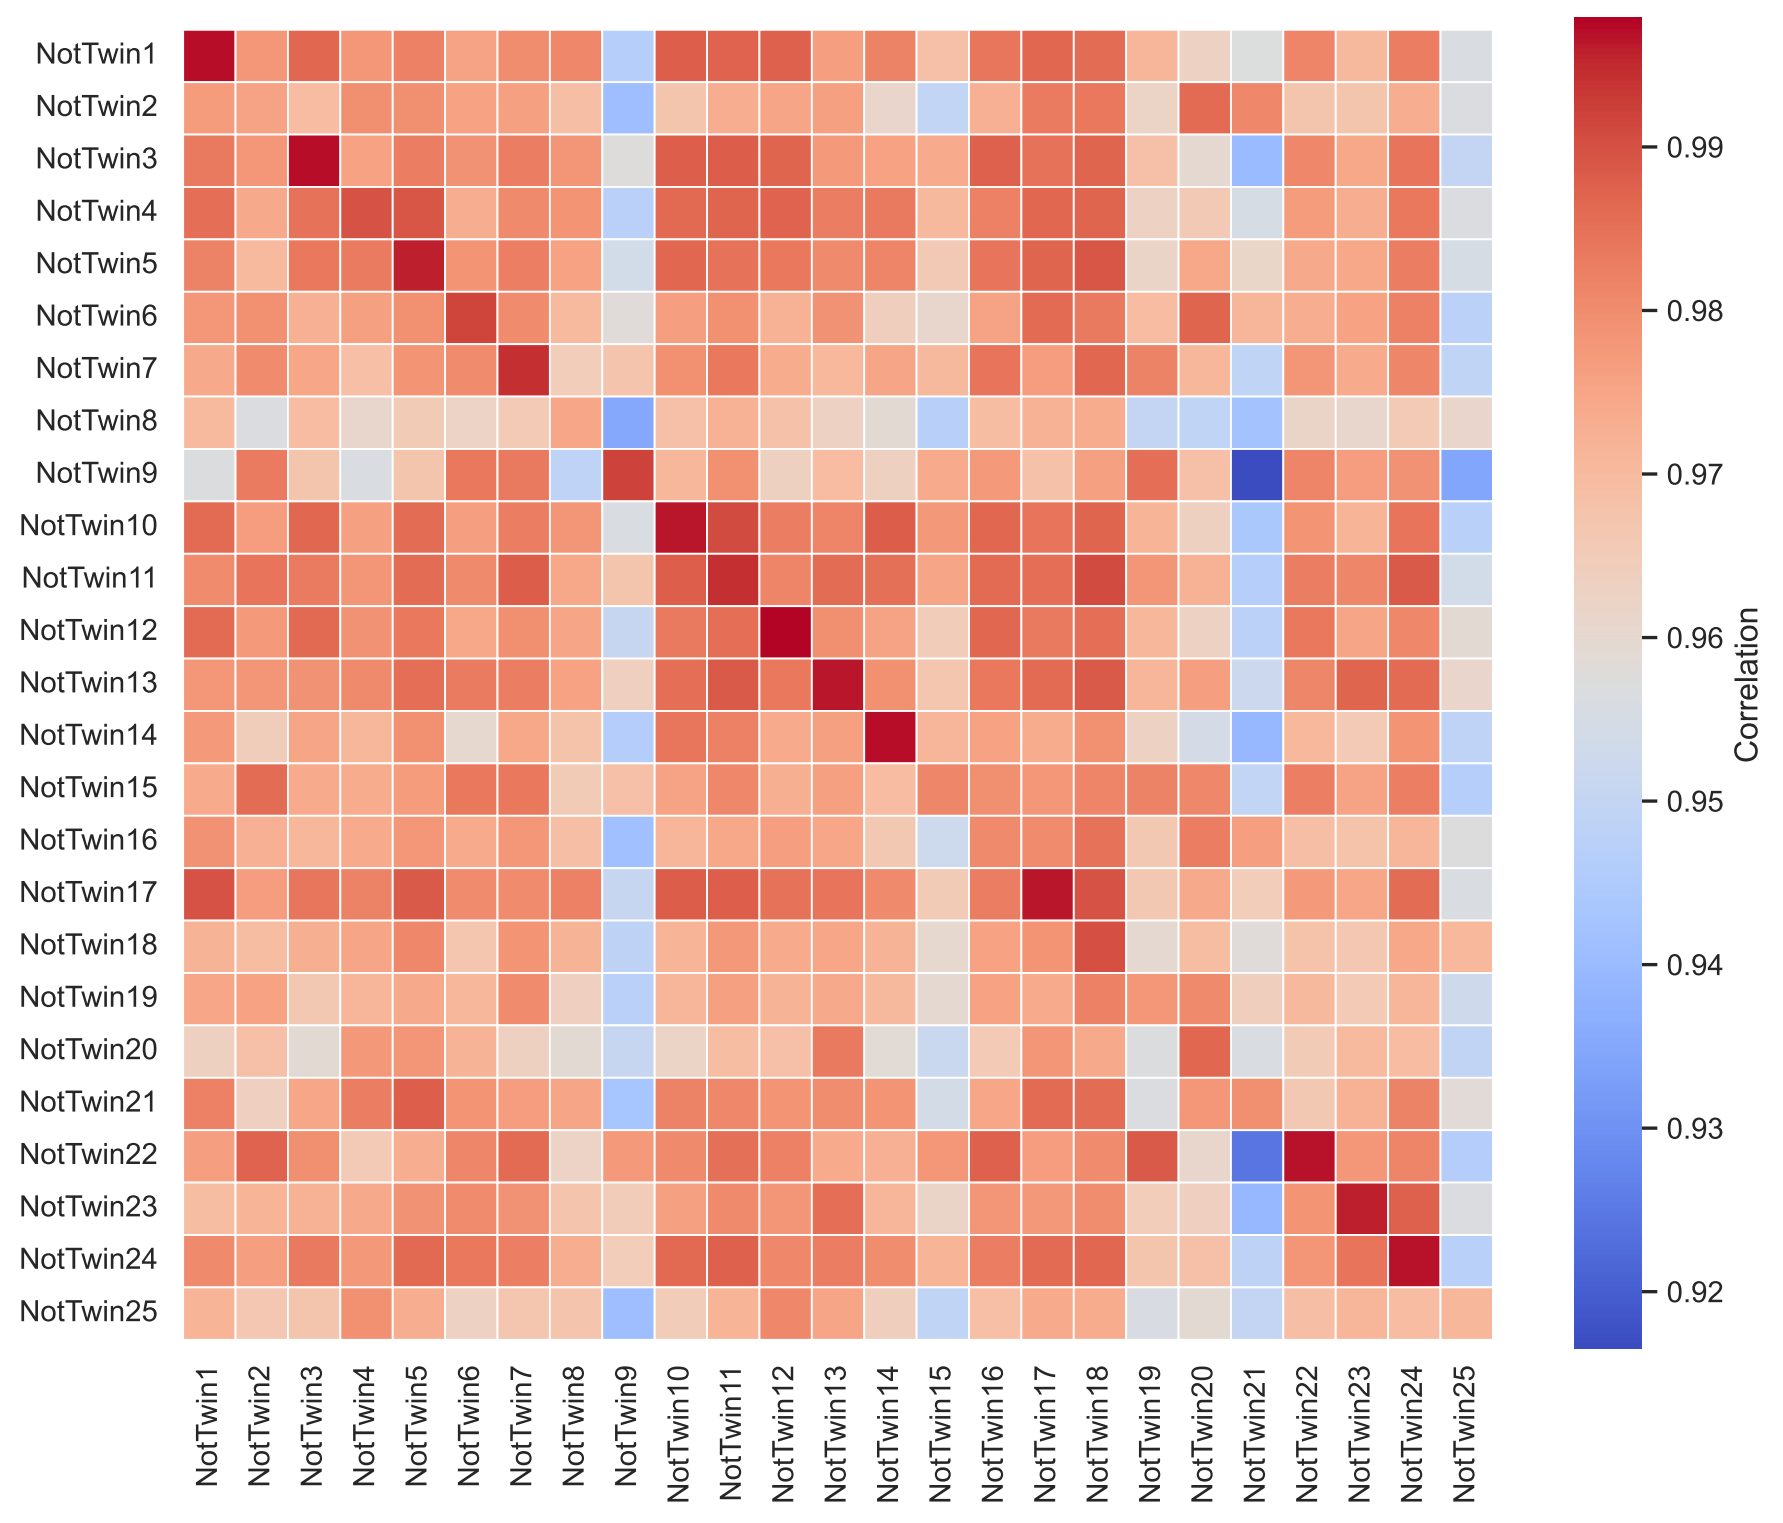 NotTwin1
NotTwin2
NotTwin3
NotTwin4
NotTwin5
NotTwin6
NotTwin7
NotTwin8
NotTwin9
NotTwin10
NotTwin11
NotTwin12
NotTwin13
NotTwin14
NotTwin15
NotTwin16
NotTwin17
NotTwin18
NotTwin19
NotTwin20
NotTwin21
NotTwin22
NotTwin23
NotTwin24
NotTwin25
NotTwin1
NotTwin2
NotTwin3
NotTwin4
NotTwin5
NotTwin6
NotTwin7
NotTwin8
NotTwin9
NotTwin10
NotTwin11
NotTwin12
NotTwin13
NotTwin14
NotTwin15
NotTwin16
NotTwin17
NotTwin18
NotTwin19
NotTwin20
NotTwin21
NotTwin22
NotTwin23
NotTwin24
NotTwin25
0.99
0.98
0.97
0.96
0.95
0.94
0.93
0.92
Correlation